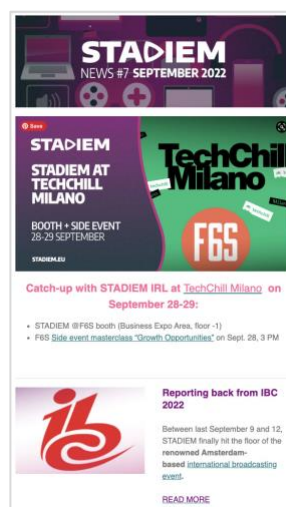 STADIEM
NEWS #7 SEPTEMBER 2022
Save
STADIEM
STADIEM AT
TECHCHILL
MILANO
BOOTH + SIDE EVENT
28-29 SEPTEMBER
STADIEM.EU
TechChill
Milano
F6S
Catch-up with STADIEM IRL at TechChill Milano on
September 28-29:
STADIEM @F6S booth (Business Expo Area, floor -1)
F6S Side event masterclass "Growth Opportunities" on Sept. 28, 3 PM
ibc
Reporting back from IBC
2022
Between last September 9 and 12,
STADIEM finally hit the floor of the
renowned Amsterdam-
based international broadcasting
event.
READ MORE